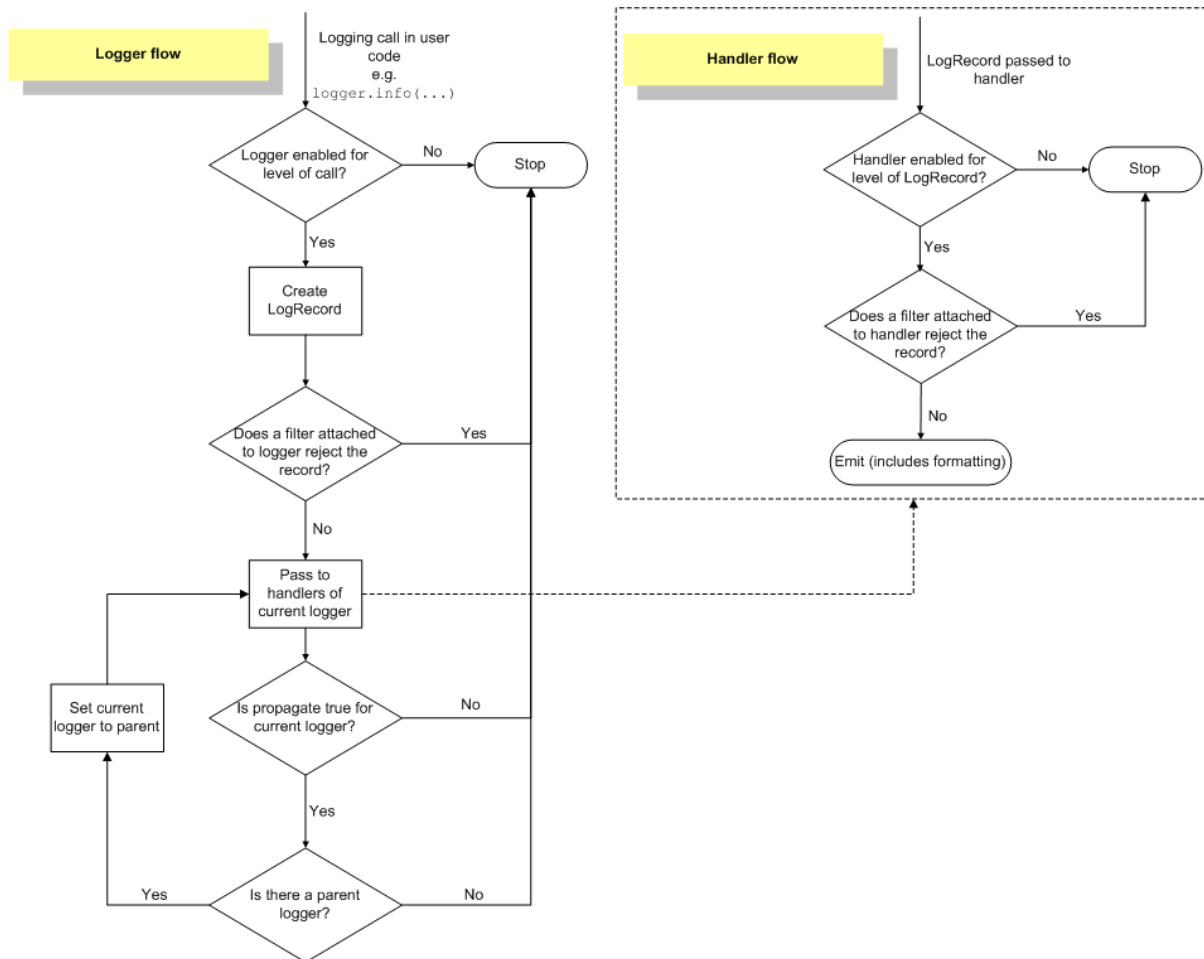 Logger flow
Logging call in user
code
e.g.
logger.info(...)
Logger enabled for
level of call?
No
Stop
Yes
Create
LogRecord
Does a filter attached
to logger reject the
record?
Yes
No
Pass to
handlers of
current logger
Set current
logger to parent
Is propagate true for
current logger?
No
Yes
Is there a parent
logger?
Yes
No
Handler flow
LogRecord passed to
handler
Handler enabled for
level of LogRecord?
No
Stop
Yes
Does a filter attached
to handler reject the
record?
Yes
No
Emit (includes formatting)